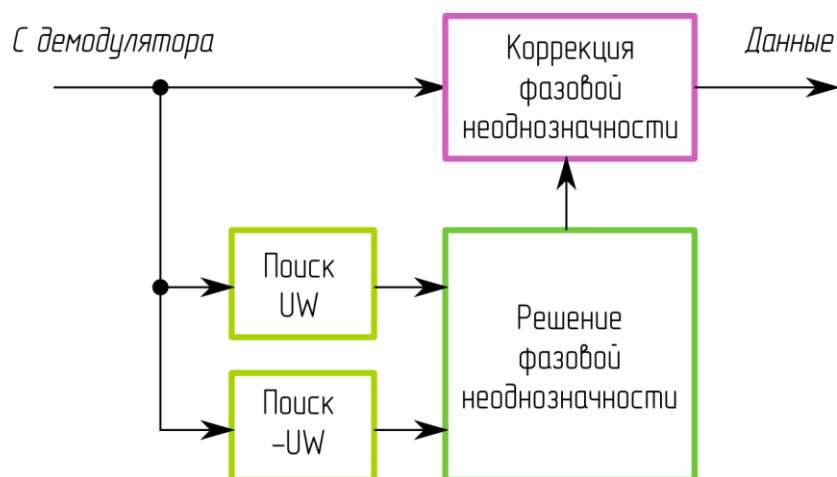 С демодулятора
Коррекция
фазовой
неоднозначности
Данные
Поиск
UW
Решение
фазовой
неоднозначности
Поиск
–UW